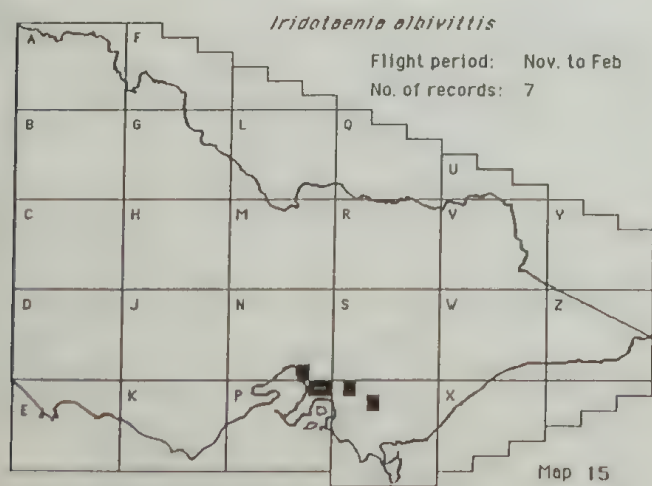 Iridotaenia albivittis
A F
Flight period: Nov. to Feb
No. of records: 7
B G L Q
U
C H M R V Y
D J N S W Z
E K P X
Map 15